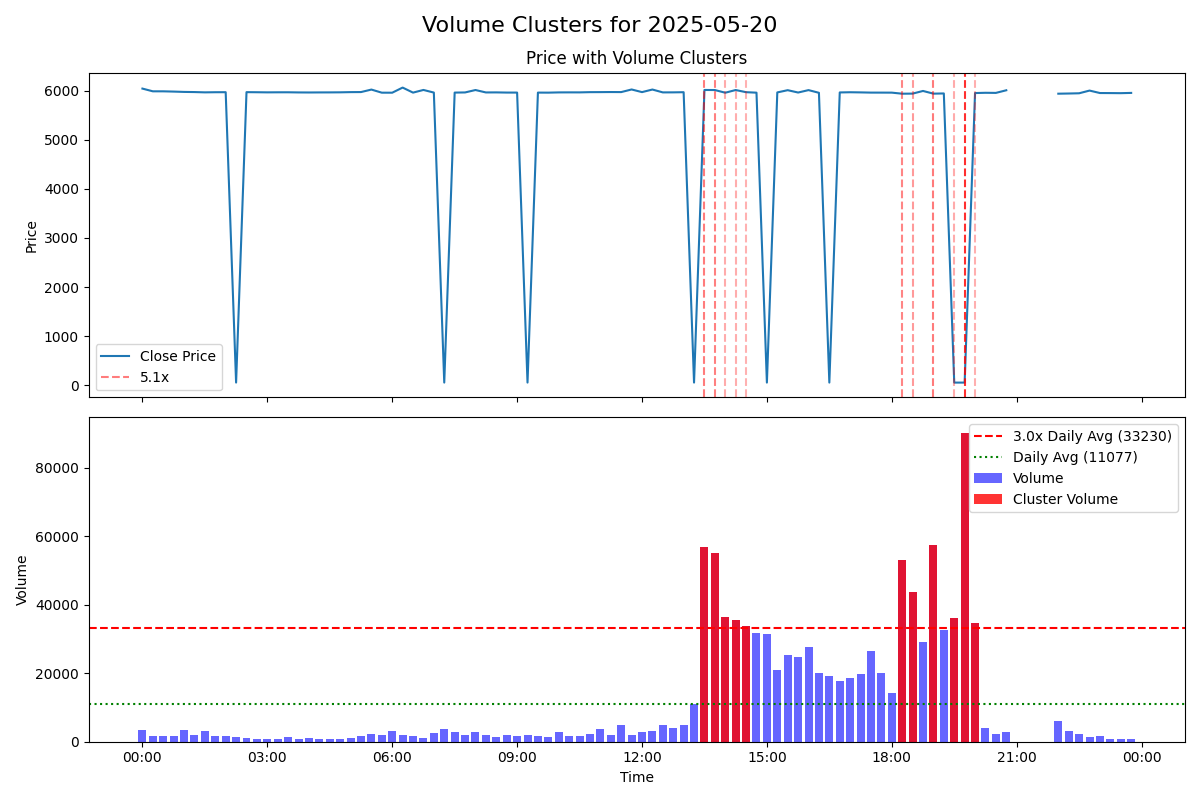 Volume Clusters for 2025-05-20
Price with Volume Clusters
Price
6000
5000
4000
3000
2000
1000
0
Close Price
5.1x
Volume
80000
60000
40000
20000
0
3.0x Daily Avg (33230)
Daily Avg (11077)
Volume
Cluster Volume
00:00 03:00 06:00 09:00 12:00 15:00 18:00 21:00 00:00
Time